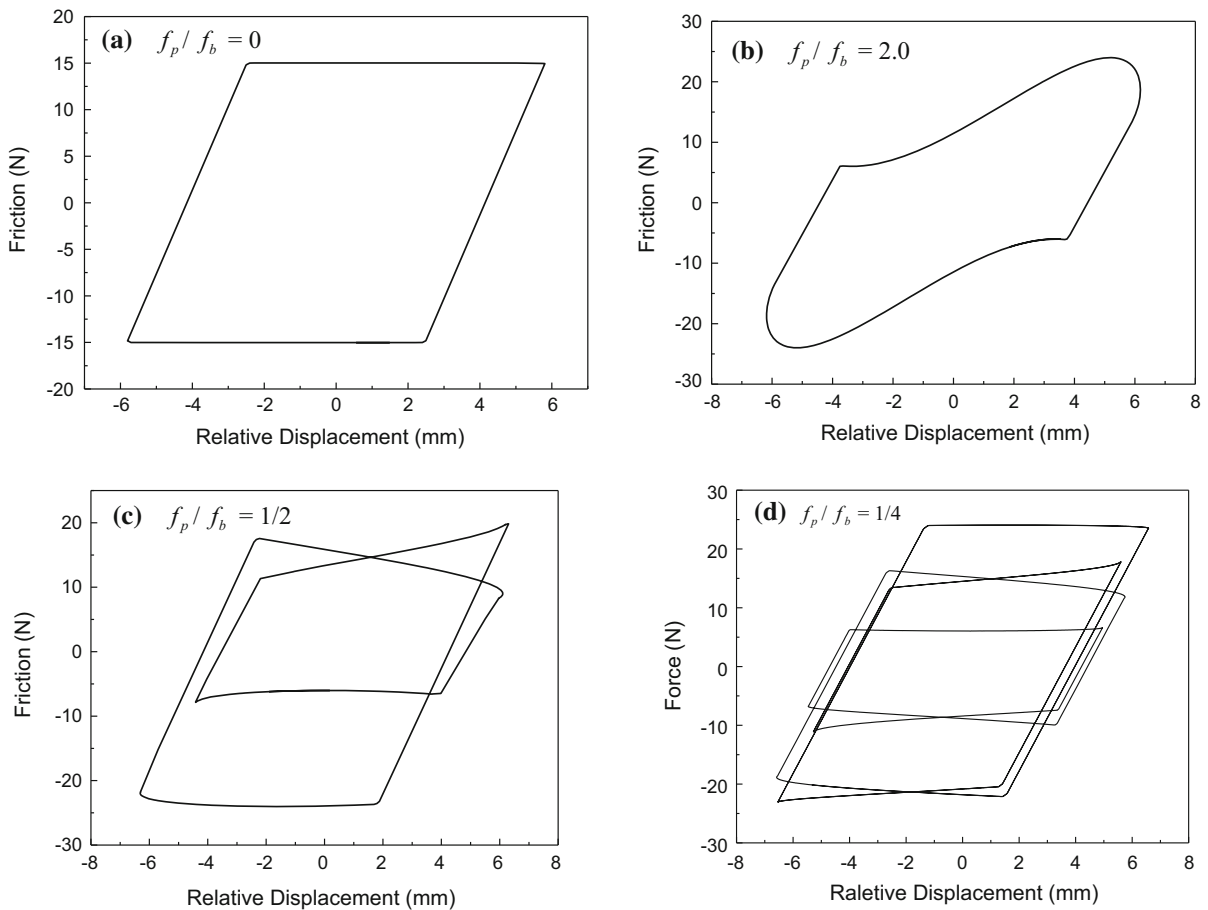 (a) f_p / f_b = 0
20
15
10
5
0
-5
-10
-15
-20
Friction (N)
-6 -4 -2 0 2 4 6
Relative Displacement (mm)
(b) f_p / f_b = 2.0
30
20
10
0
-10
-20
-30
Friction (N)
-8 -6 -4 -2 0 2 4 6 8
Relative Displacement (mm)
(c) f_p / f_b = 1/2
20
10
0
-10
-20
-30
Friction (N)
-8 -6 -4 -2 0 2 4 6 8
Relative Displacement (mm)
(d) f_p / f_b = 1/4
30
20
10
0
-10
-20
-30
Force (N)
-8 -6 -4 -2 0 2 4 6 8
Raletive Displacement (mm)